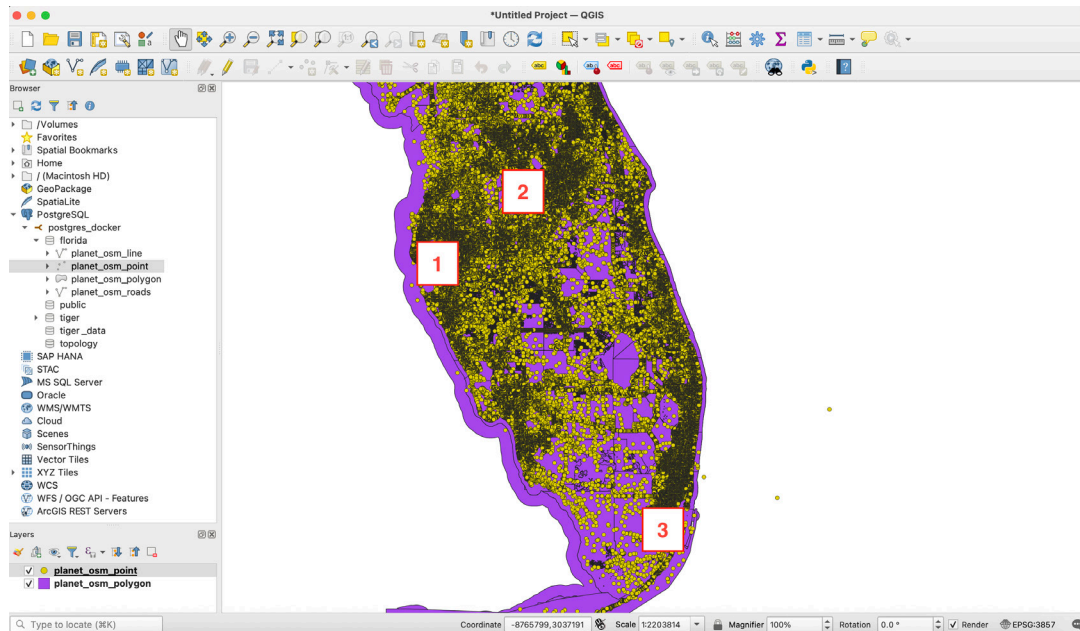 *Untitled Project — QGIS
Browser
/Volumes
Favorites
Spatial Bookmarks
Home
/ (Macintosh HD)
GeoPackage
SpatiaLite
PostgreSQL
postgres_docker
florida
planet_osm_line
planet_osm_point
planet_osm_polygon
planet_osm_roads
public
tiger
tiger_data
topology
SAP HANA
STAC
MS SQL Server
Oracle
WMS/WMTS
Cloud
Scenes
SensorThings
Vector Tiles
XYZ Tiles
WCS
WFS / OGC API - Features
ArcGIS REST Servers
Layers
planet_osm_point
planet_osm_polygon
2
1
3
Type to locate (⌘K)
Coordinate -8765799,3037191 Scale 1:2203814 Magnifier 100% Rotation 0.0 ° Render EPSG:3857